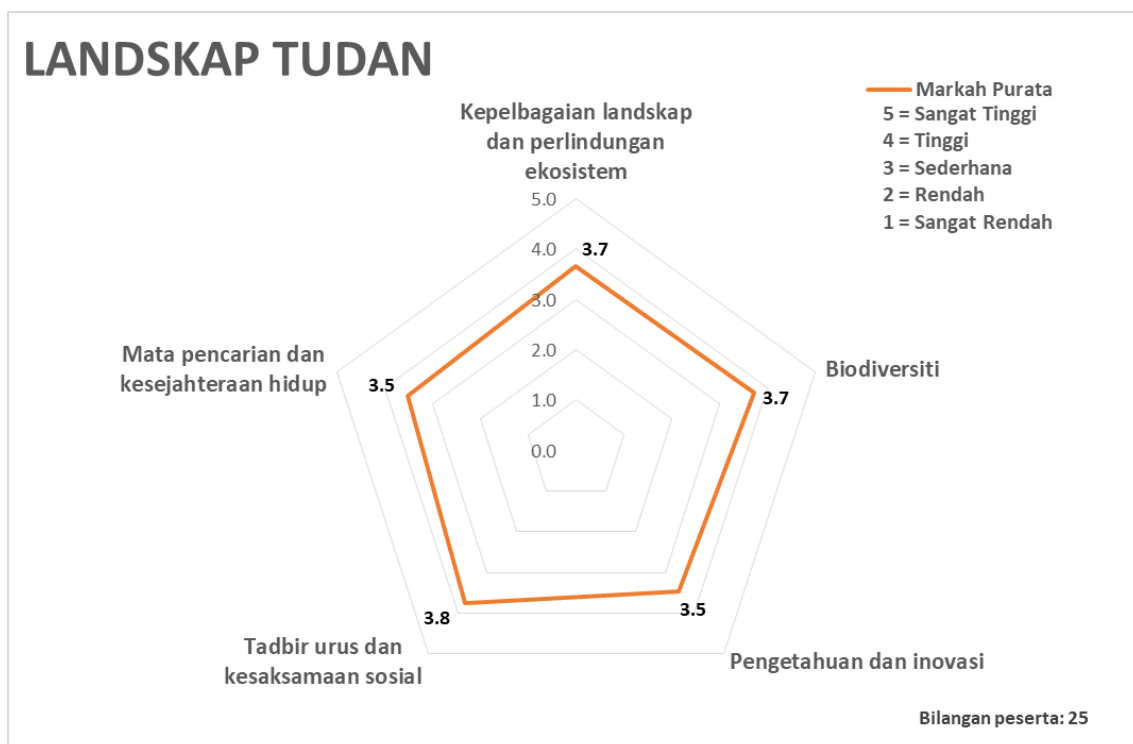 LANDSKAP TUDAN
Markah Purata
5 = Sangat Tinggi
4 = Tinggi
3 = Sederhana
2 = Rendah
1 = Sangat Rendah
Kepelbagaian landskap
dan perlindungan
ekosistem
5.0
4.0
3.0
2.0
1.0
0.0
3.7
Biodiversiti
3.7
Pengetahuan dan inovasi
3.5
Tadbir urus dan
kesaksamaan sosial
3.8
Mata pencarian dan
kesejahteraan hidup
3.5
Bilangan peserta: 25